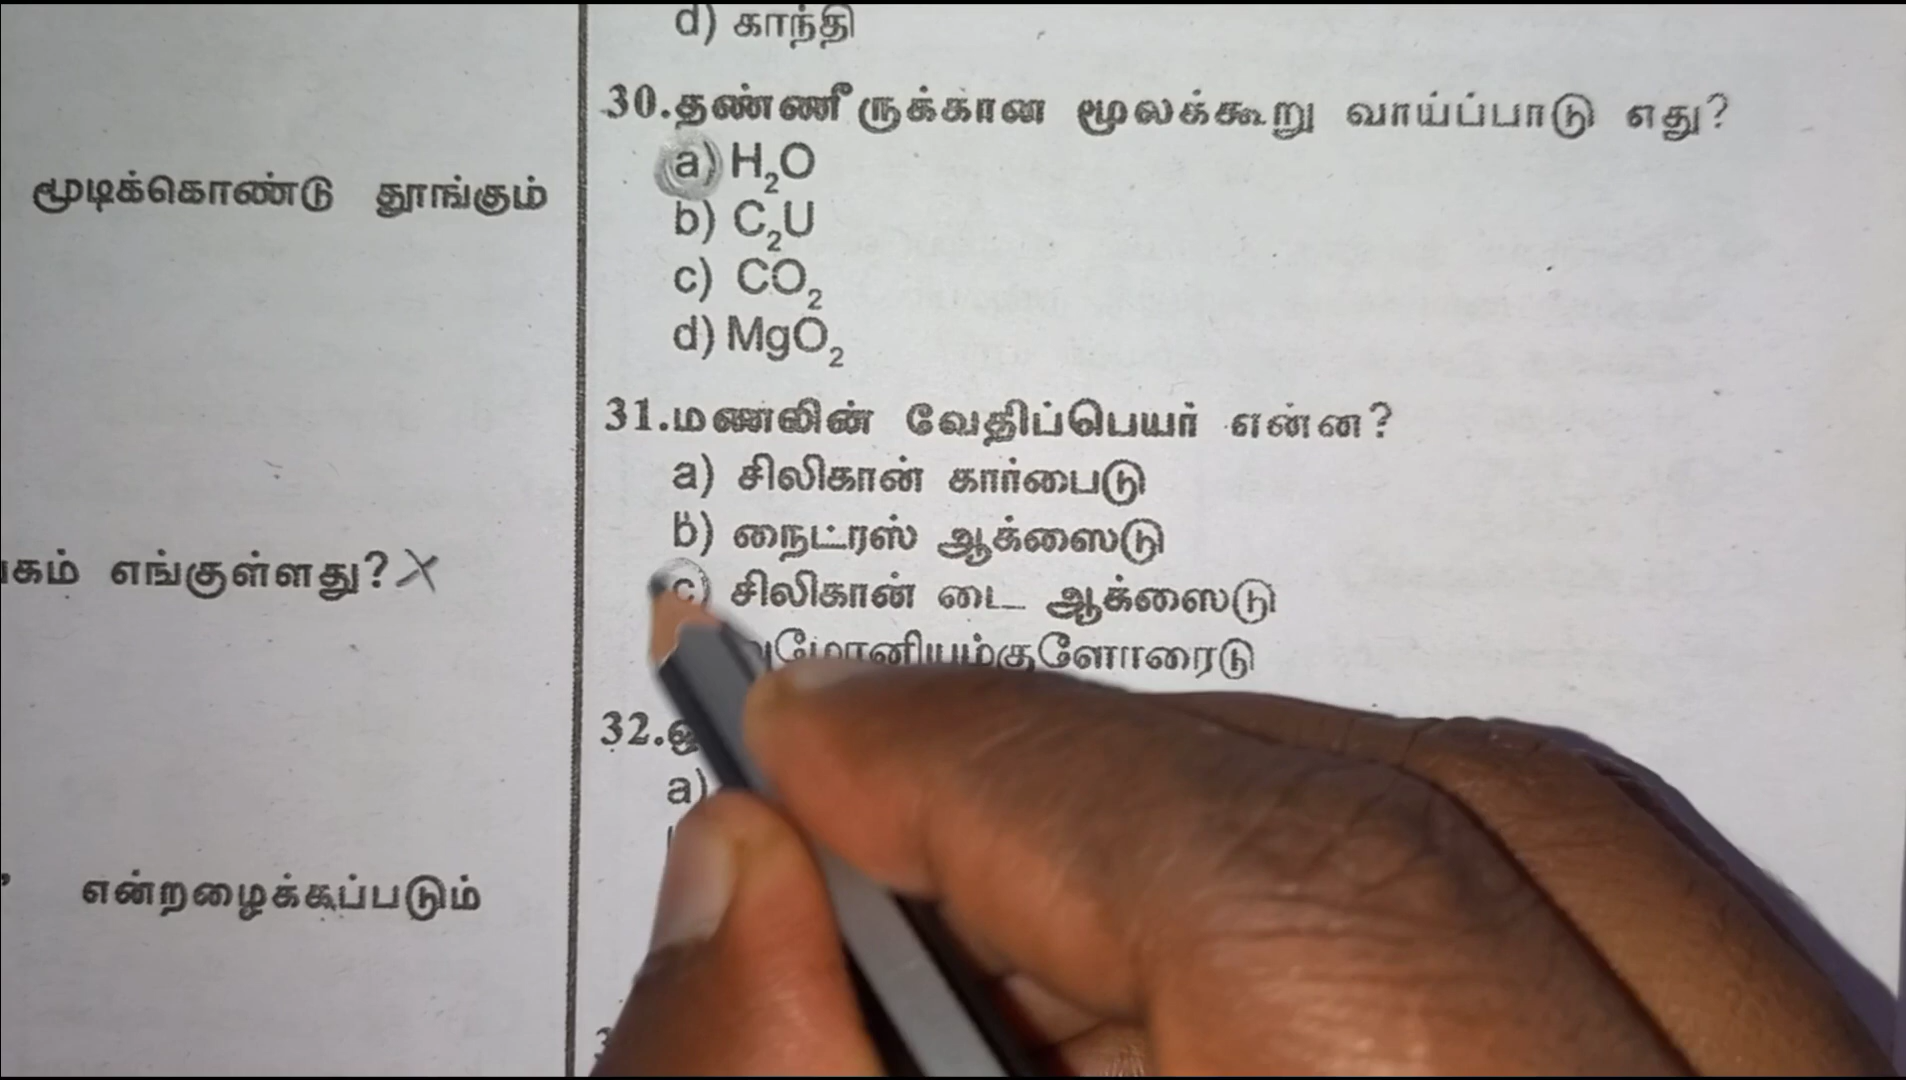 மூடிக்கொண்டு தூங்கும்
எங்குள்ளது?
என்றழைக்கப்படும்
d) காந்தி
30.தண்ணீருக்கான மூலக்கூறு வாய்ப்பாடு எது?
a) H₂O
b) C₂U
c) CO₂
d) MgO₂
31.மணலின் வேதிப்பெயர் என்ன?
a) சிலிகான் கார்பைடு
b) நைட்ரஸ் ஆக்ஸைடு
c) சிலிகான் டை ஆக்ஸைடு
32.
a)